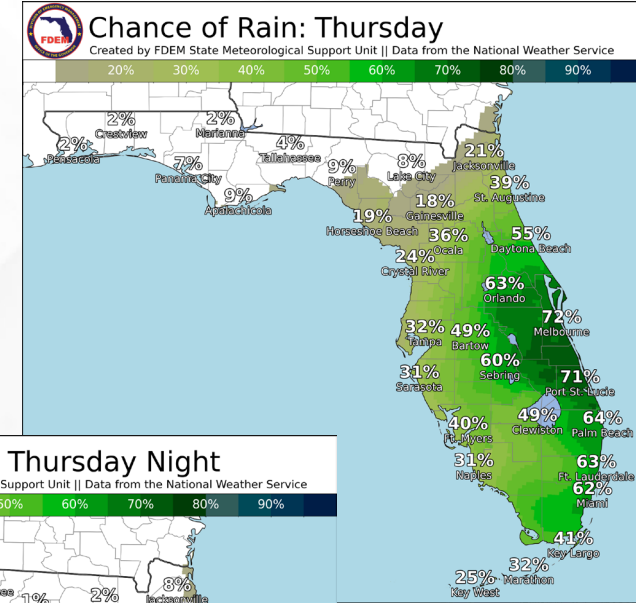 FDEM
Chance of Rain: Thursday
Created by FDEM State Meteorological Support Unit || Data from the National Weather Service
20% 30% 40% 50% 60% 70% 80% 90%
2%
Crestview
2%
Marianna
2%
Pensacola
4%
Tallahassee
7%
Panama City
9%
Perry
8%
Lake City
21%
Jacksonville
9%
Apalachicola
39%
St. Augustine
18%
Gainesville
19%
Horseshoe Beach
36%
Ocala
55%
Daytona Beach
24%
Crystal River
63%
Orlando
72%
Melbourne
32%
Tampa
49%
Bartow
60%
Sebring
31%
Sarasota
71%
Port St. Lucie
40%
Ft. Myers
49%
Clewiston
64%
Palm Beach
31%
Naples
63%
Ft. Lauderdale
62%
Miami
41%
Key Largo
32%
Marathon
25%
Key West
Thursday Night
Support Unit || Data from the National Weather Service
50% 60% 70% 80% 90%
8%
Jacksonville
ee
1%
2%